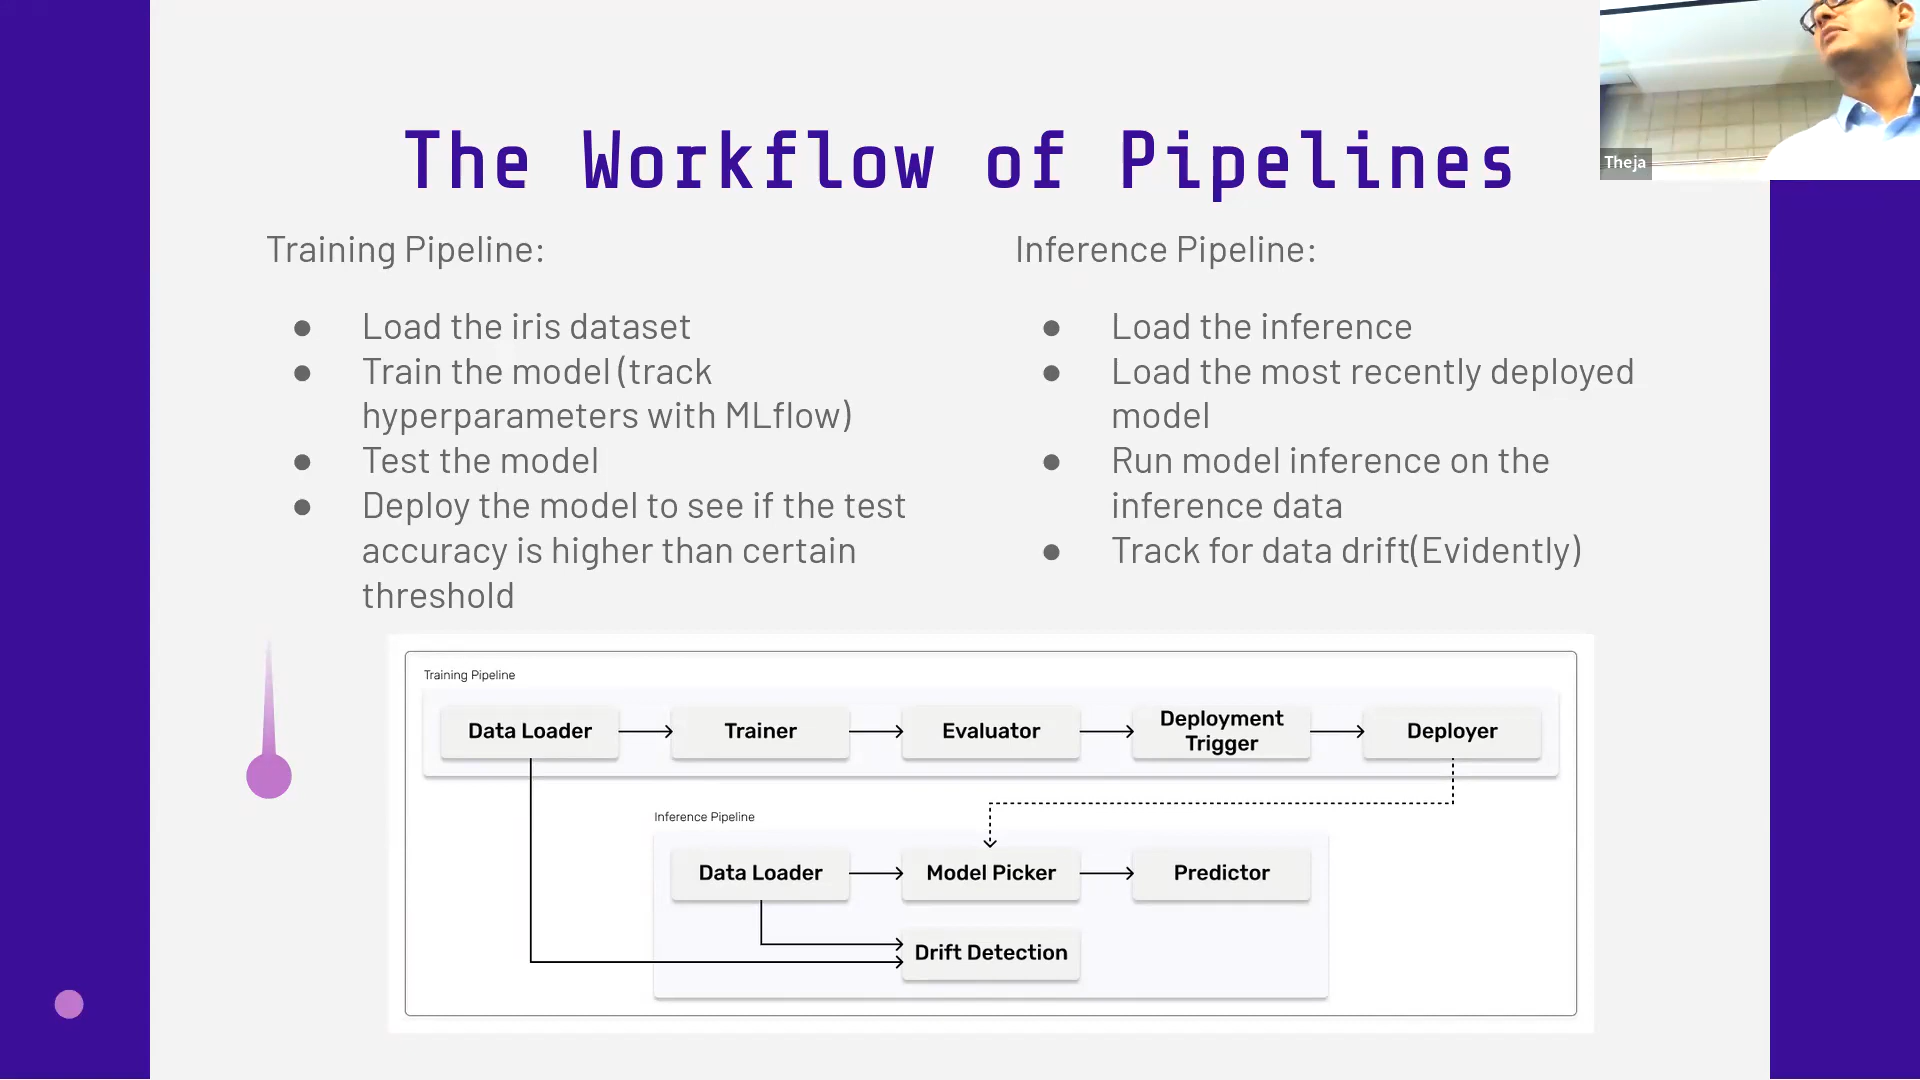 The Workflow of Pipelines
Theja
Training Pipeline:
● Load the iris dataset
● Train the model (track
hyperparameters with MLflow)
● Test the model
● Deploy the model to see if the test
accuracy is higher than certain
threshold
Inference Pipeline:
● Load the inference
● Load the most recently deployed
model
● Run model inference on the
inference data
● Track for data drift(Evidently)
Training Pipeline
Data Loader
Trainer
Evaluator
Deployment
Trigger
Deployer
Inference Pipeline
Data Loader
Model Picker
Predictor
Drift Detection